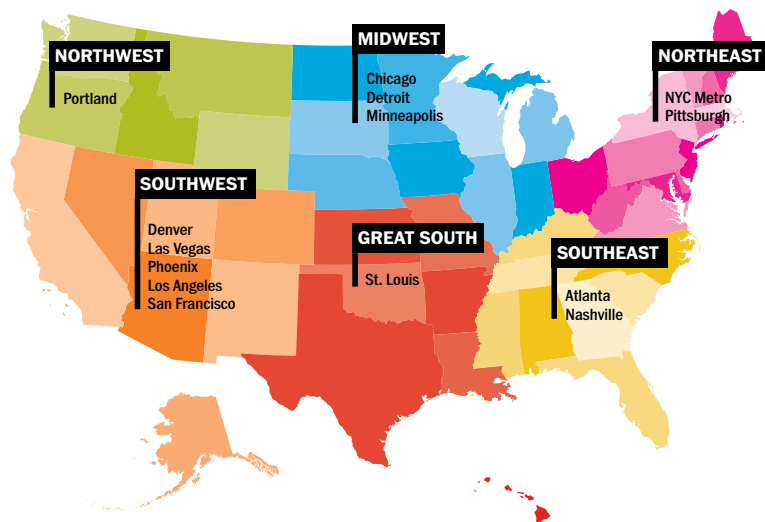 NORTHWEST
Portland
MIDWEST
Chicago
Detroit
Minneapolis
NORTHEAST
NYC Metro
Pittsburgh
SOUTHWEST
Denver
Las Vegas
Phoenix
Los Angeles
San Francisco
GREAT SOUTH
St. Louis
SOUTHEAST
Atlanta
Nashville